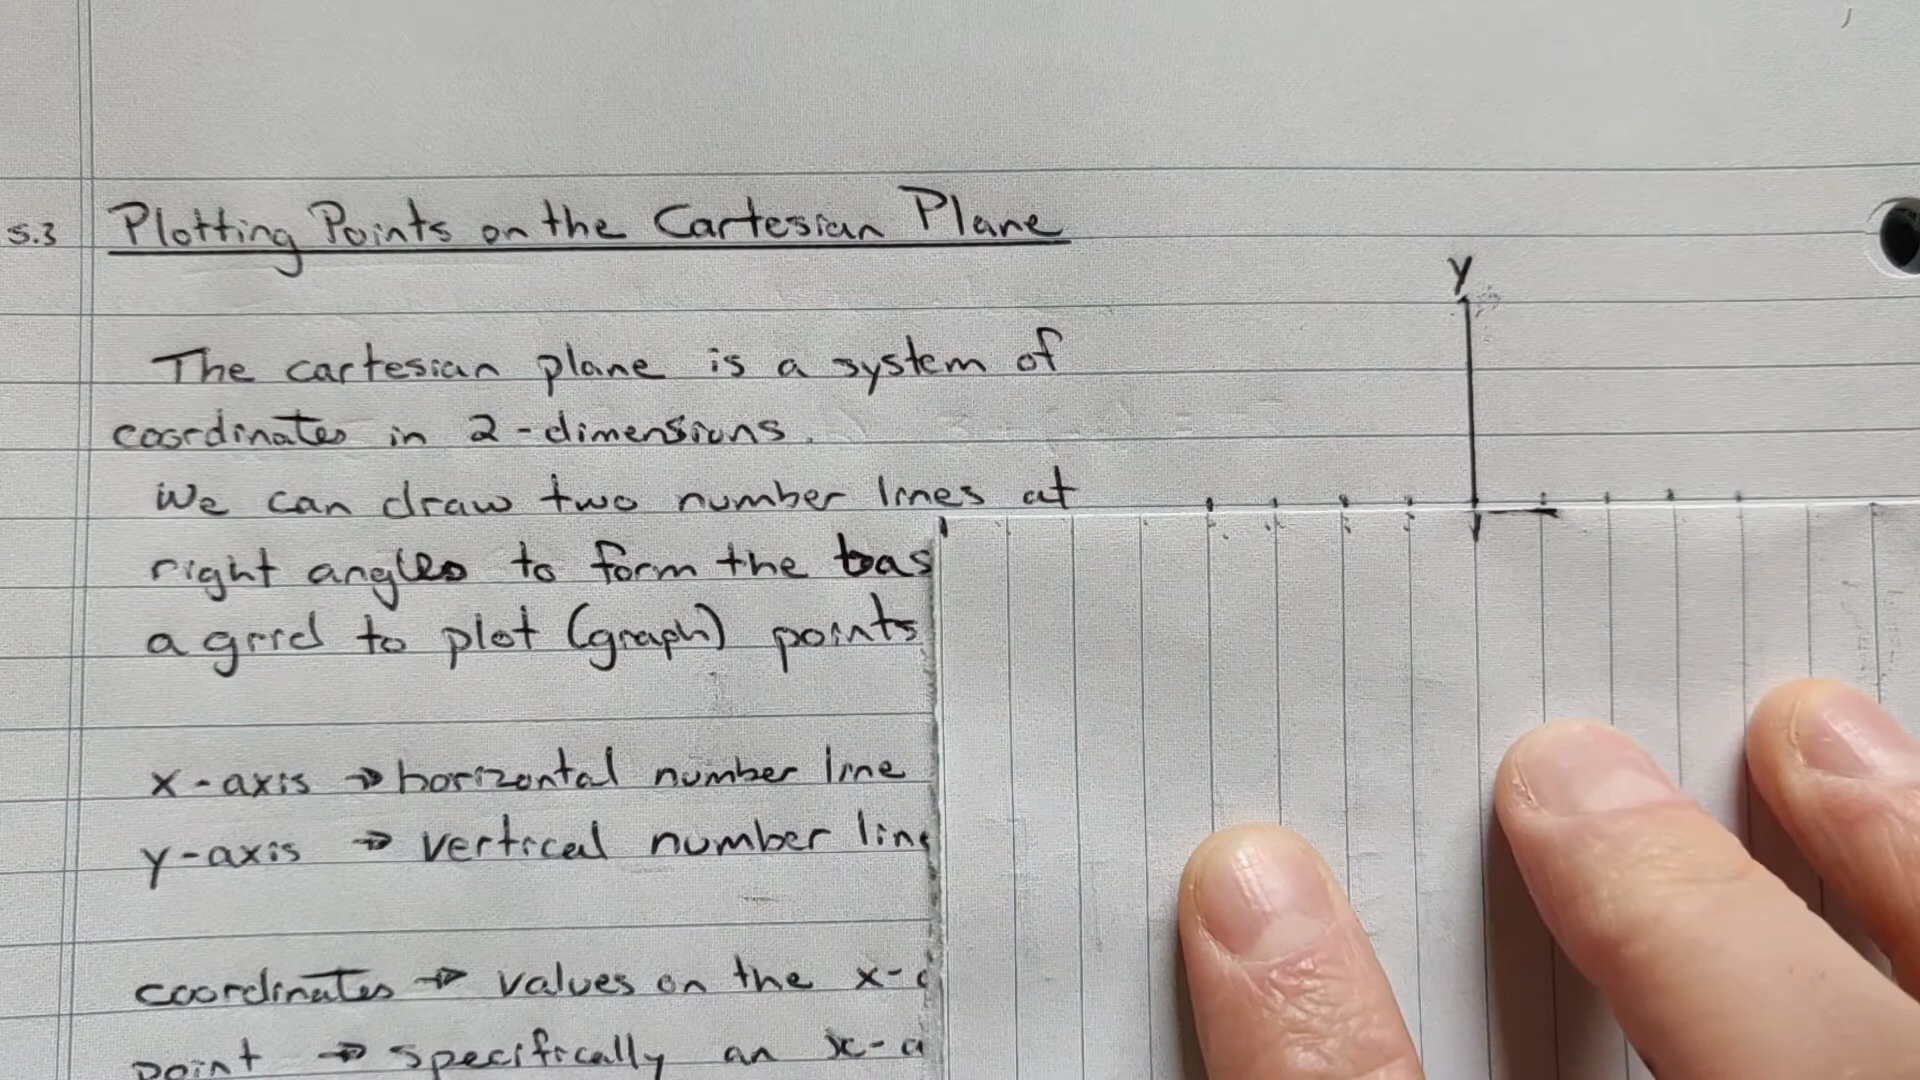 5.3 Plotting Points on the Cartesian Plane
y
The cartesian plane is a system of
coordinates in 2-dimensions.
We can draw two number lines at
right angles to form the bas
a grid to plot (graph) points
x-axis → horizontal number line
y-axis → vertical number line
coordinates → values on the x-
point → specifically an x-a